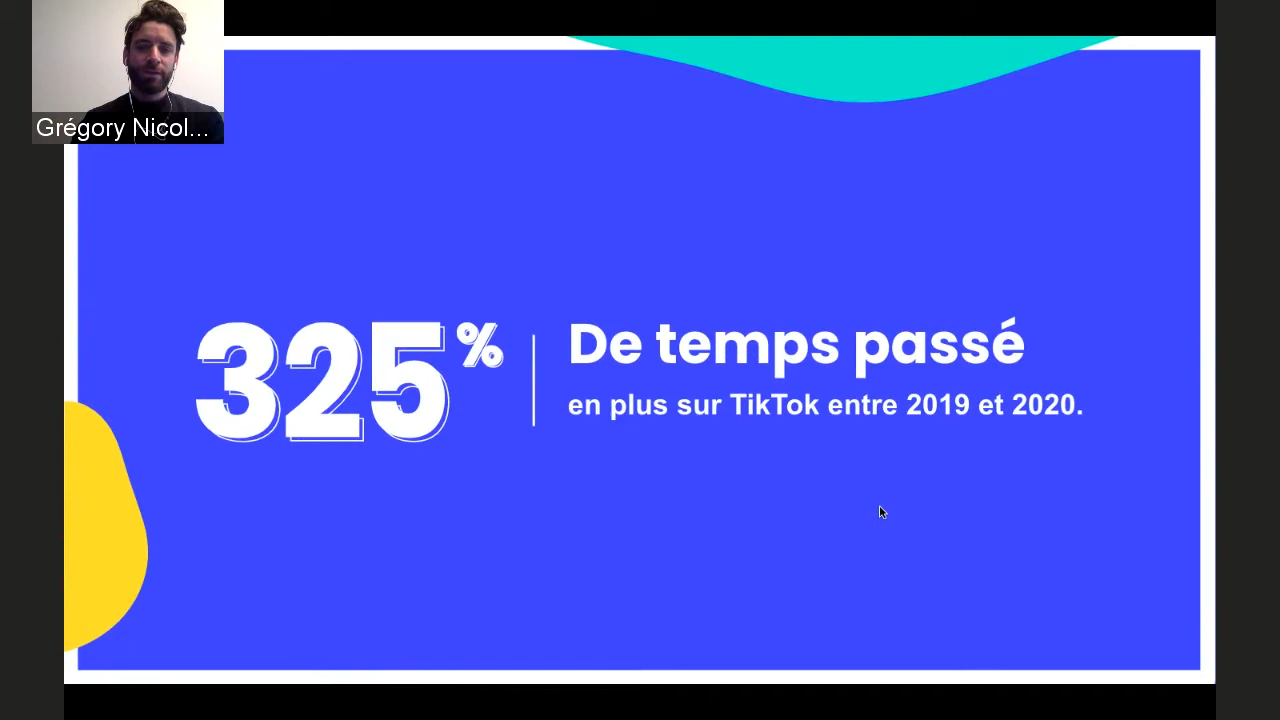 Grégory Nicol...
325%
De temps passé
en plus sur TikTok entre 2019 et 2020.